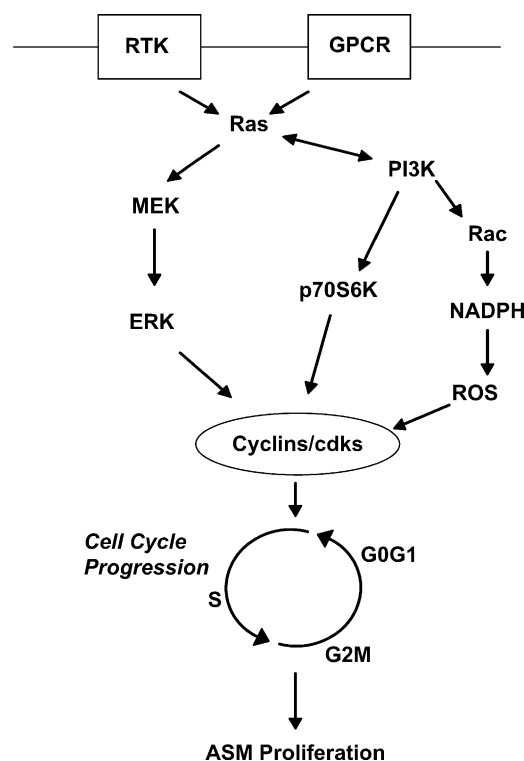 RTK
GPCR
Ras
PI3K
MEK
Rac
p70S6K
NADPH
ERK
ROS
Cyclins/cdks
Cell Cycle
Progression
G0G1
S
G2M
ASM Proliferation